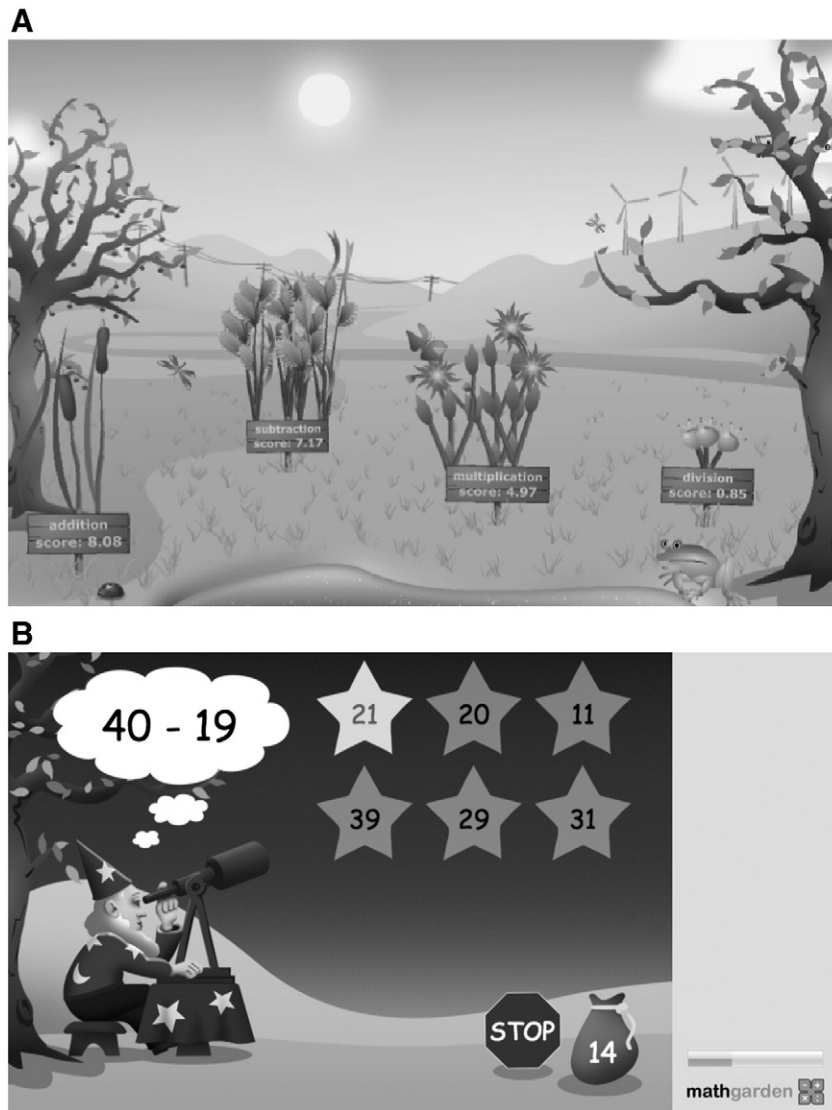 A
subtraction
score: 7.17
multiplication
score: 4.97
division
score: 0.85
addition
score: 8.08
B
40 - 19
21
20
11
39
29
31
STOP
14
mathgarden
- +
× :